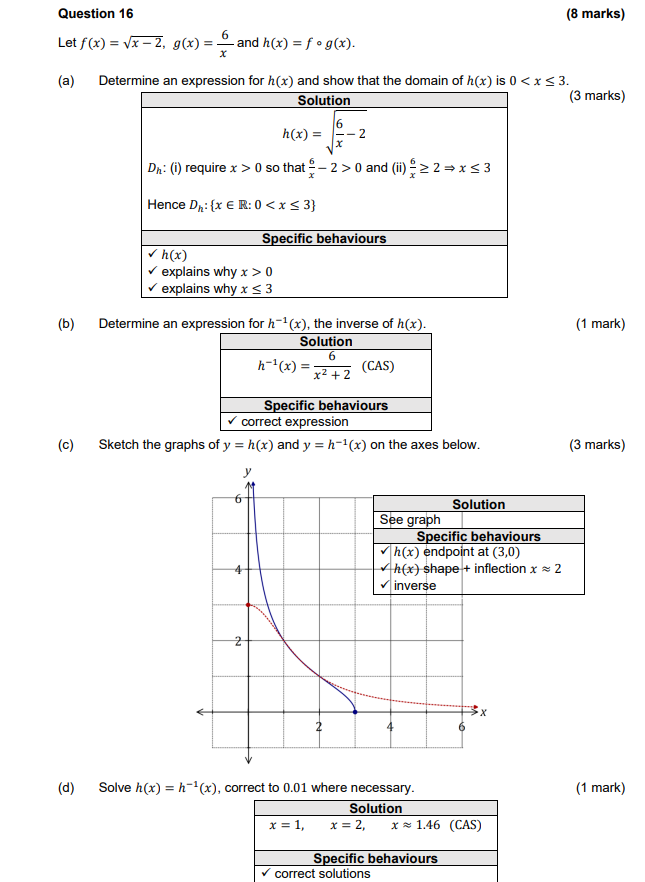 Question 16 (8 marks)
Let f(x) = √x − 2, g(x) = 6/x and h(x) = f ∘ g(x).
(a) Determine an expression for h(x) and show that the domain of h(x) is 0 < x ≤ 3.
(3 marks)
Solution
h(x) = √(6/x − 2)
Dₕ: (i) require x > 0 so that 6/x − 2 > 0 and (ii) 6/x ≥ 2 ⇒ x ≤ 3
Hence Dₕ: {x ∈ ℝ: 0 < x ≤ 3}
Specific behaviours
✓ h(x)
✓ explains why x > 0
✓ explains why x ≤ 3
(b) Determine an expression for h⁻¹(x), the inverse of h(x). (1 mark)
Solution
h⁻¹(x) = 6/(x² + 2) (CAS)
Specific behaviours
✓ correct expression
(c) Sketch the graphs of y = h(x) and y = h⁻¹(x) on the axes below. (3 marks)
y
6
4
2
2
4
6
x
Solution
See graph
Specific behaviours
✓ h(x) endpoint at (3,0)
✓ h(x) shape + inflection x ≈ 2
✓ inverse
(d) Solve h(x) = h⁻¹(x), correct to 0.01 where necessary. (1 mark)
Solution
x = 1, x = 2, x ≈ 1.46 (CAS)
Specific behaviours
✓ correct solutions